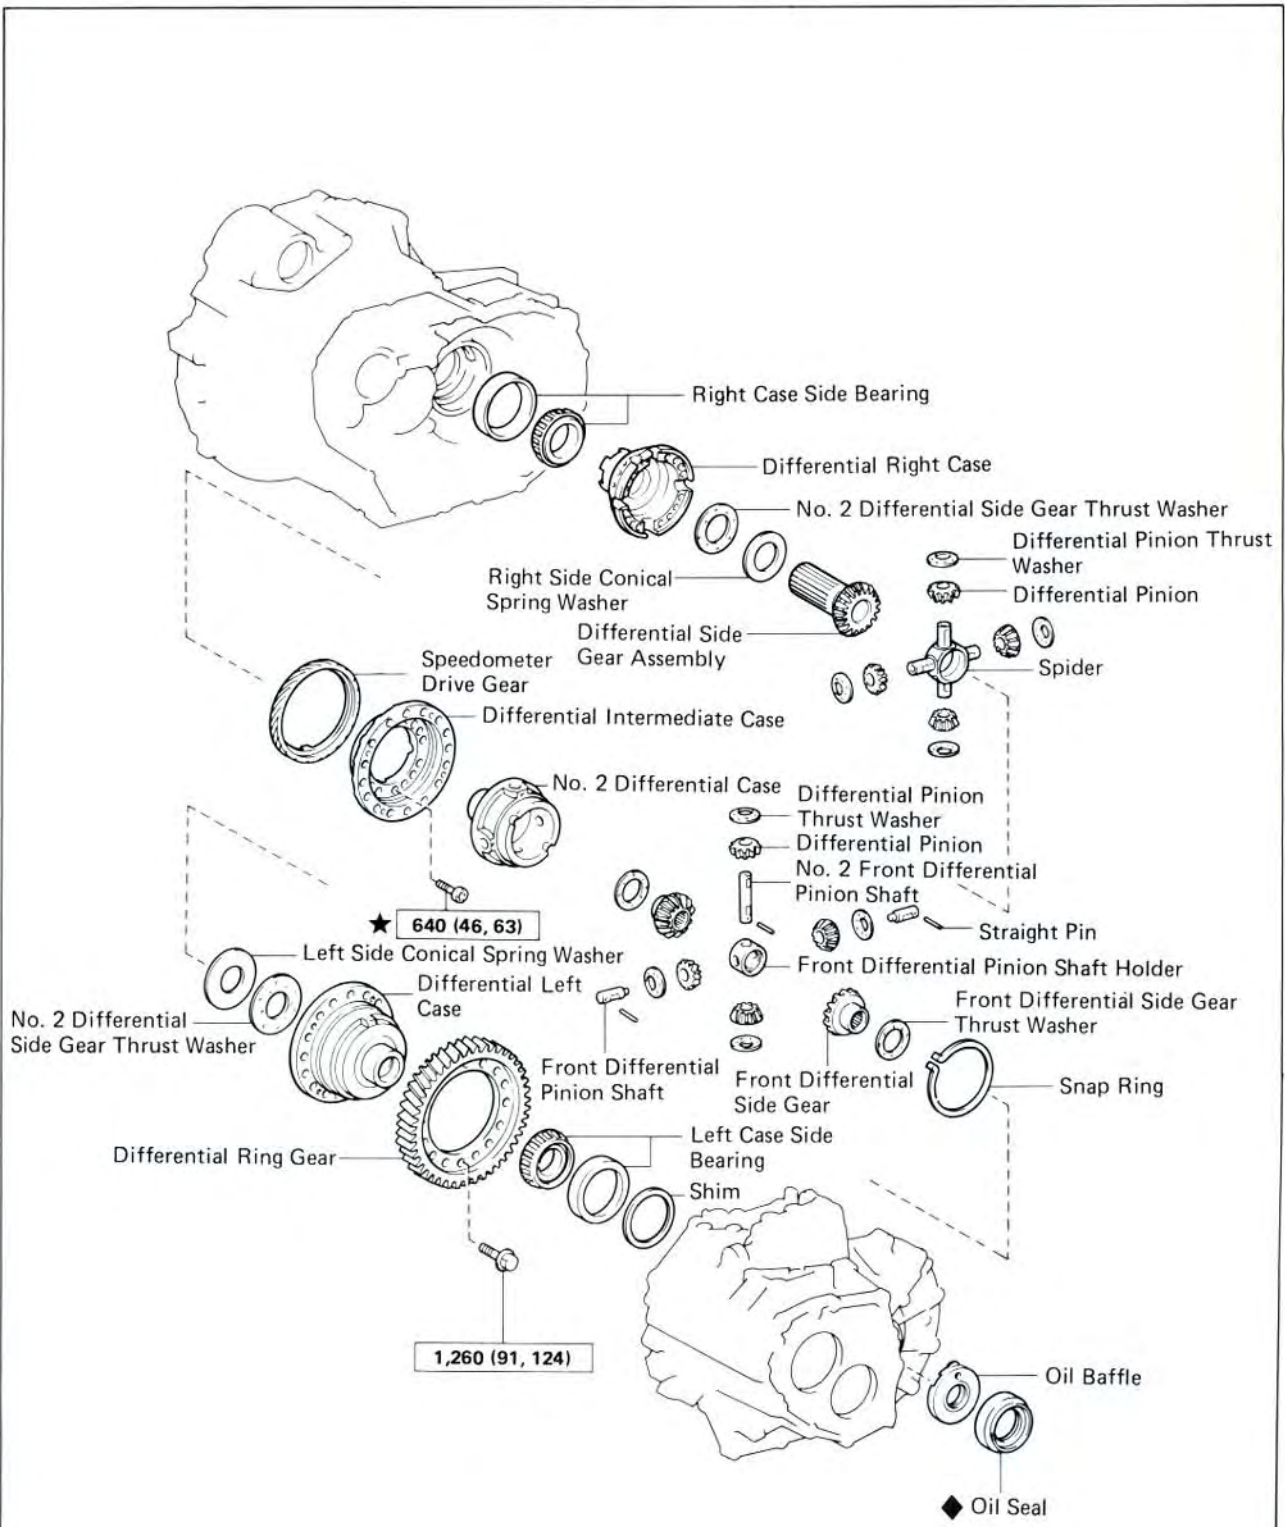 Right Case Side Bearing
Differential Right Case
No. 2 Differential Side Gear Thrust Washer
Differential Pinion Thrust
Washer
Right Side Conical
Spring Washer
Differential Pinion
Differential Side
Gear Assembly
Spider
Speedometer
Drive Gear
Differential Intermediate Case
No. 2 Differential Case
Differential Pinion
Thrust Washer
Differential Pinion
No. 2 Front Differential
Pinion Shaft
★ 640 (46, 63)
Straight Pin
Left Side Conical Spring Washer
Front Differential Pinion Shaft Holder
Differential Left
Case
Front Differential Side Gear
Thrust Washer
No. 2 Differential
Side Gear Thrust Washer
Front Differential
Pinion Shaft
Front Differential
Side Gear
Snap Ring
Left Case Side
Bearing
Differential Ring Gear
Shim
1,260 (91, 124)
Oil Baffle
◆ Oil Seal